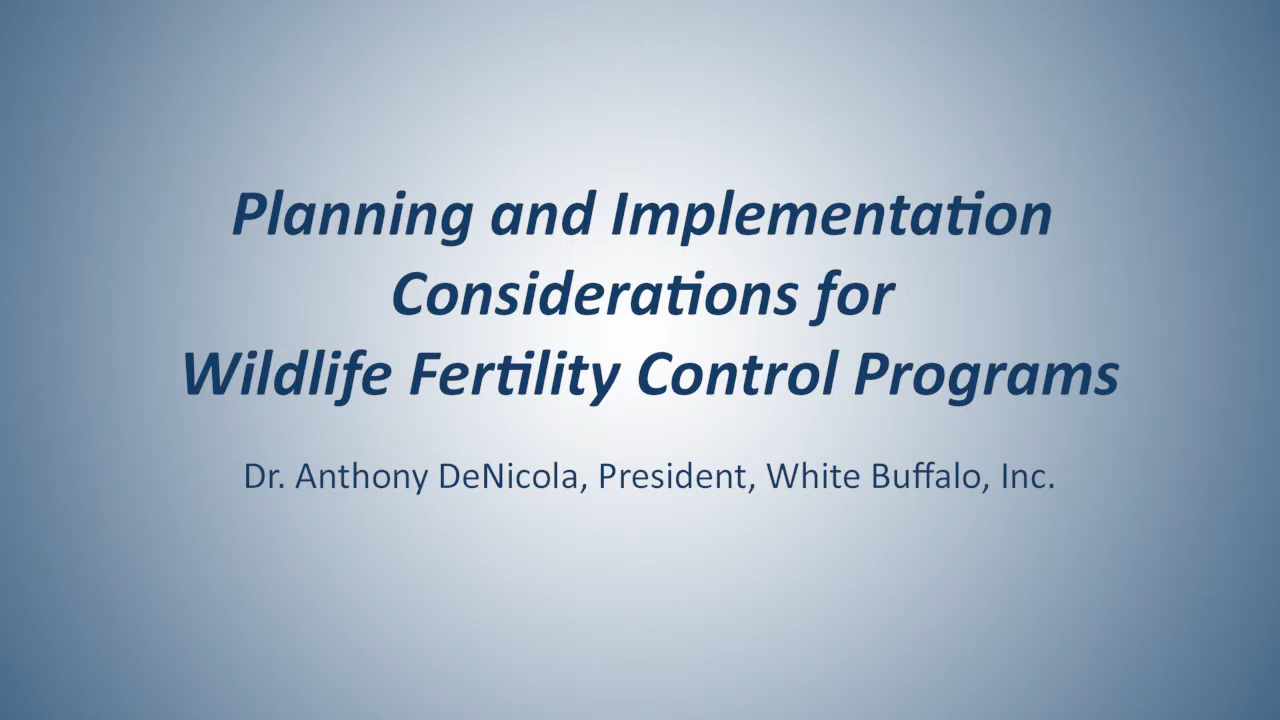 Planning and Implementation
Considerations for
Wildlife Fertility Control Programs
Dr. Anthony DeNicola, President, White Buffalo, Inc.